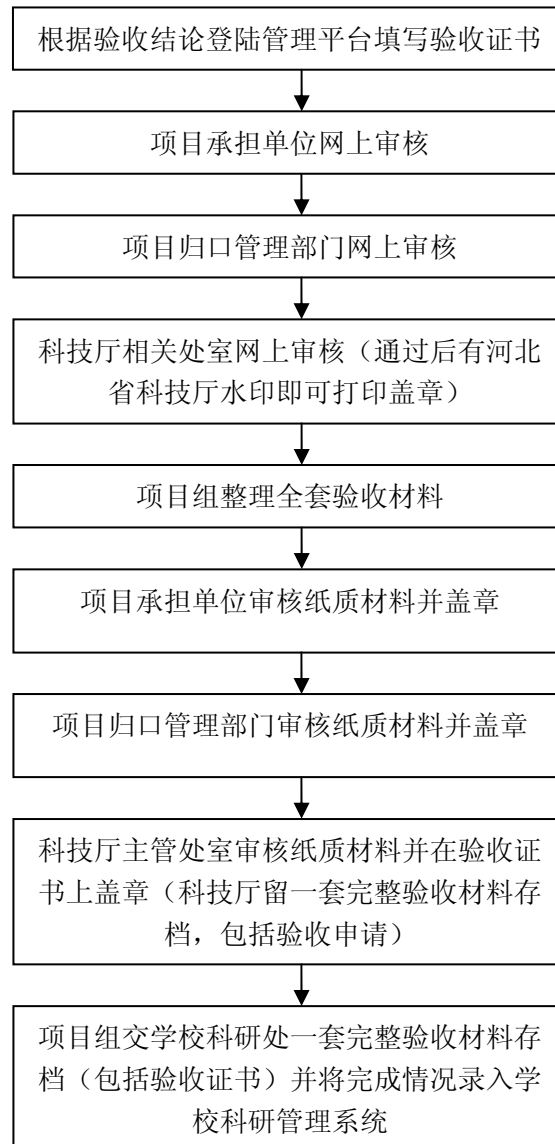 根据验收结论登陆管理平台填写验收证书
项目承担单位网上审核
项目归口管理部门网上审核
科技厅相关处室网上审核（通过后有河北
省科技厅水印即可打印盖章）
项目组整理全套验收材料
项目承担单位审核纸质材料并盖章
项目归口管理部门审核纸质材料并盖章
科技厅主管处室审核纸质材料并在验收证
书上盖章（科技厅留一套完整验收材料存
档，包括验收申请）
项目组交学校科研处一套完整验收材料存
档（包括验收证书）并将完成情况录入学
校科研管理系统